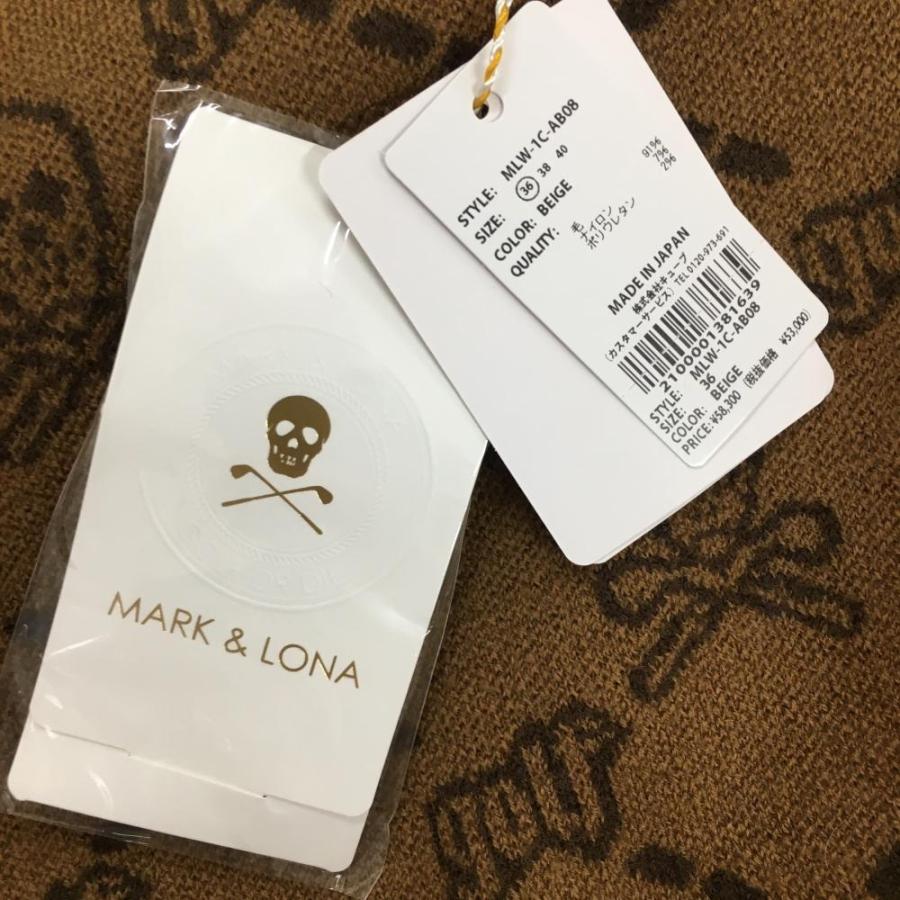 MARK & LONA
STYLE: MLW-1C-AB08
SIZE: 36 38 40
COLOR: BEIGE
QUALITY: 毛 91%
ナイロン 7%
ポリウレタン 2%
MADE IN JAPAN
株式会社キューブ
(カスタマーサービス) TEL 0120-973-691
2100001381639
STYLE: MLW-1C-AB08
SIZE: 36
COLOR: BEIGE
PRICE: ¥58,300 (税抜価格 ¥53,000)